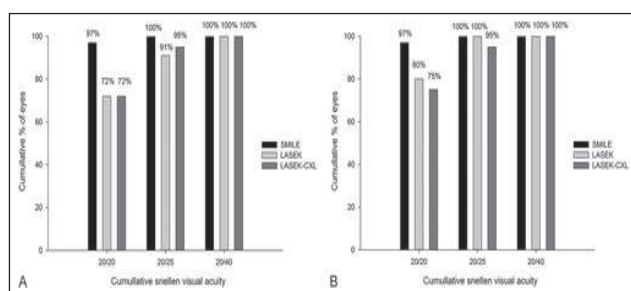 97% 100% 100% 100% 100%
91% 95%
72% 72%
100
80
60
40
20
0
Cumullative % of eyes
SMILE
LASEK
LASEK-CXL
20/20 20/25 20/40
Cumulative snellen visual acuity
A
97% 100% 100% 100% 100% 100%
95%
80% 75%
100
80
60
40
20
0
Cumullative % of eyes
SMILE
LASEK
LASEK-CXL
20/20 20/25 20/40
Cumulative snellen visual acuity
B